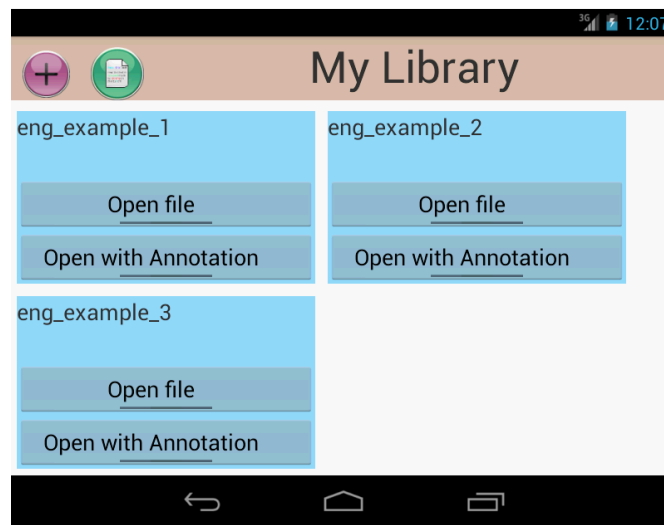 3G 12:07
My Library
eng_example_1
eng_example_2
Open file
Open file
Open with Annotation
Open with Annotation
eng_example_3
Open file
Open with Annotation